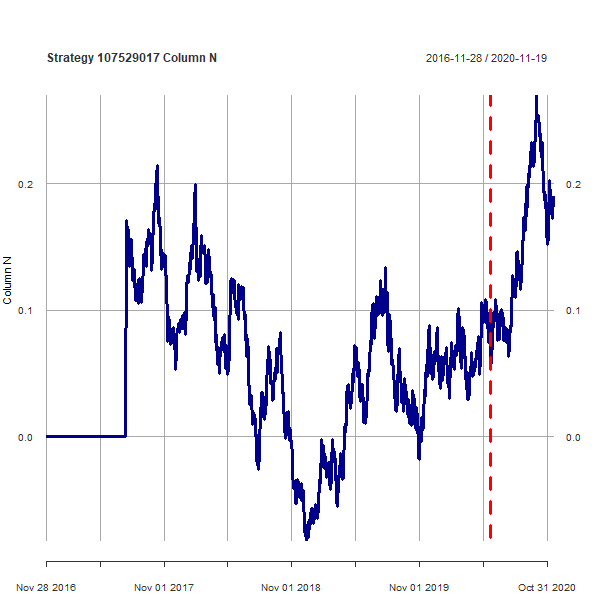 Strategy 107529017 Column N
2016-11-28 / 2020-11-19
Column N
0.2
0.2
0.1
0.1
0.0
0.0
Nov 28 2016
Nov 01 2017
Nov 01 2018
Nov 01 2019
Oct 31 2020